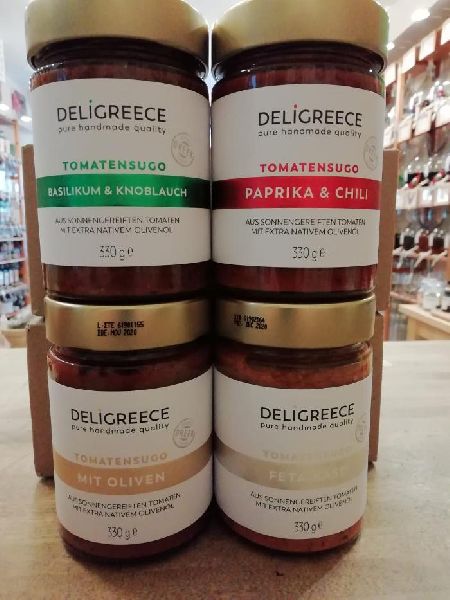 DELIGREECE
pure handmade quality
TOMATENSUGO
BASILIKUM & KNOBLAUCH
AUS SONNENGEREIFTEN TOMATEN
MIT EXTRA NATIVEM OLIVENÖL
330 g e
DELIGREECE
pure handmade quality
TOMATENSUGO
PAPRIKA & CHILI
AUS SONNENGEREIFTEN TOMATEN
MIT EXTRA NATIVEM OLIVENÖL
330 g e
DELIGREECE
pure handmade quality
TOMATENSUGO
MIT OLIVEN
AUS SONNENGEREIFTEN TOMATEN
MIT EXTRA NATIVEM OLIVENÖL
330 g e
DELIGREECE
pure handmade quality
TOMATENSUGO
AUS SONNENGEREIFTEN TOMATEN
MIT EXTRA NATIVEM OLIVENÖL
330 g e